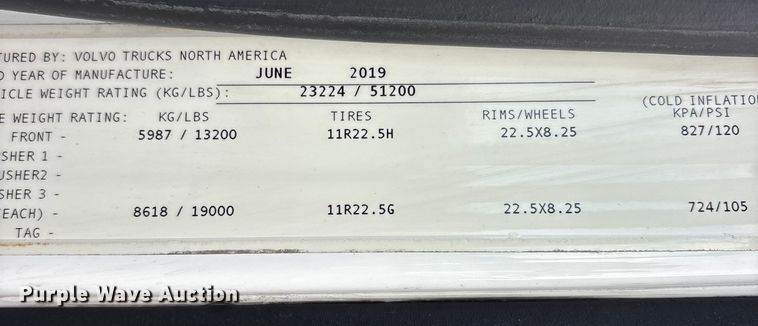 TURED BY: VOLVO TRUCKS NORTH AMERICA
D YEAR OF MANUFACTURE: JUNE 2019
ICLE WEIGHT RATING (KG/LBS): 23224 / 51200
(COLD INFLATIO
E WEIGHT RATING: KG/LBS TIRES RIMS/WHEELS KPA/PSI
FRONT - 5987 / 13200 11R22.5H 22.5X8.25 827/120
SHER 1 -
USHER2 -
SHER 3 -
EACH) - 8618 / 19000 11R22.5G 22.5X8.25 724/105
TAG -
Purple Wave Auction